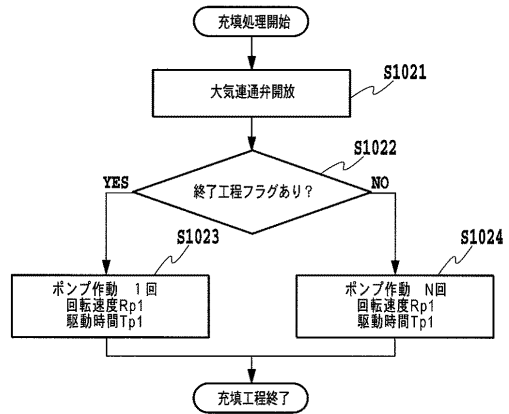 充填処理開始
S1021
大気連通弁開放
S1022
終了工程フラグあり？
YES
NO
S1023
S1024
ポンプ作動　1回
回転速度Rp1
駆動時間Tp1
ポンプ作動　N回
回転速度Rp1
駆動時間Tp1
充填工程終了